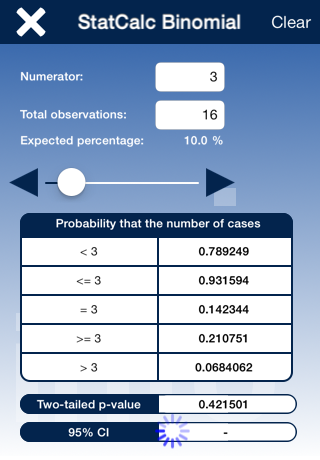 StatCalc Binomial Clear
Numerator: 3
Total observations: 16
Expected percentage: 10.0 %
Probability that the number of cases
< 3 0.789249
<= 3 0.931594
= 3 0.142344
>= 3 0.210751
> 3 0.0684062
Two-tailed p-value 0.421501
95% CI -